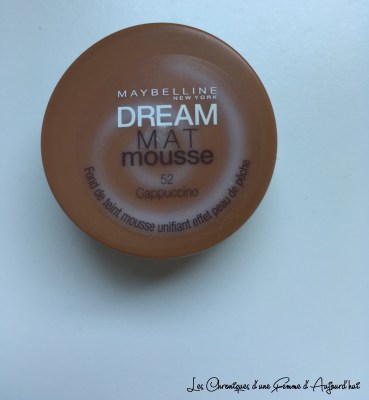 MAYBELLINE
NEW YORK
DREAM
MAT
mousse
52
Cappuccino
Fond de teint mousse unifiant effet peau de pêche
Les Chroniques d'une Femme d'Aujourd'hui